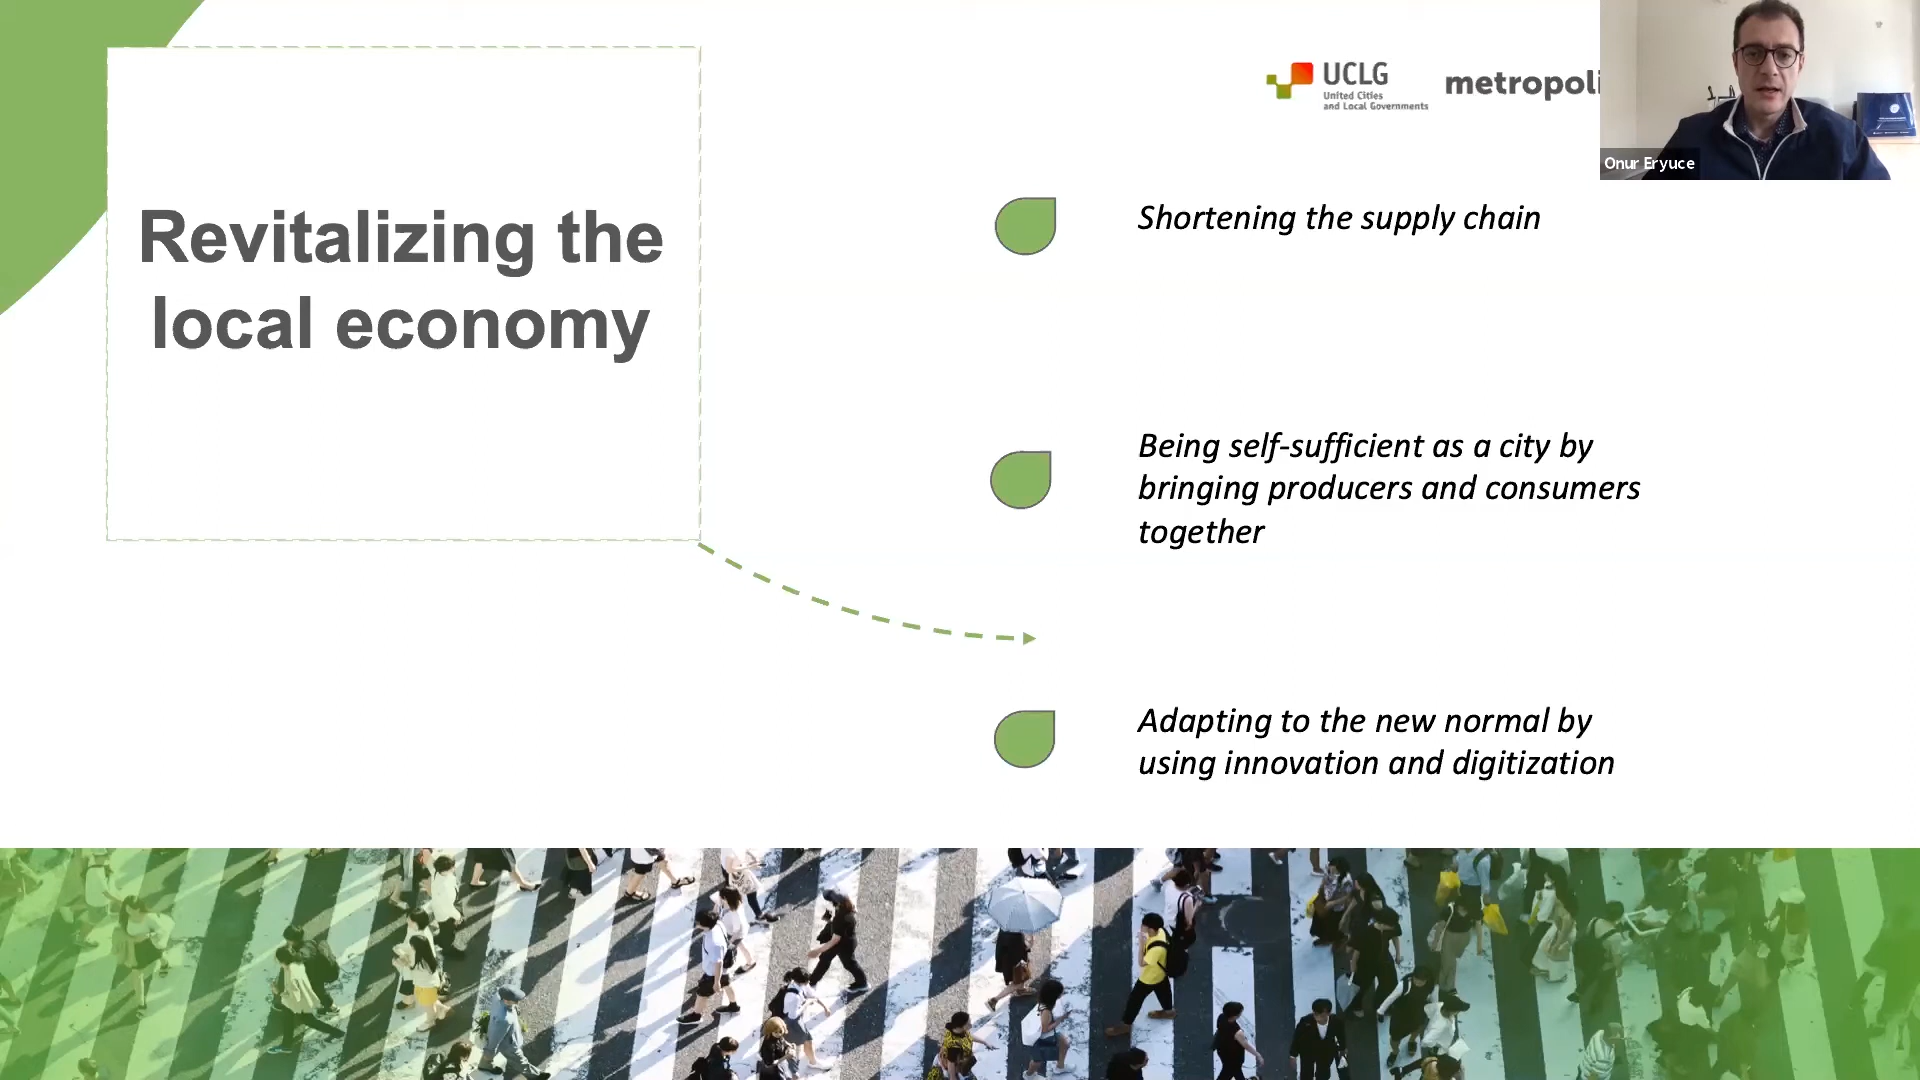 Revitalizing the
local economy
UCLG
United Cities
and Local Governments
metropoli
Onur Eryuce
Shortening the supply chain
Being self-sufficient as a city by
bringing producers and consumers
together
Adapting to the new normal by
using innovation and digitization